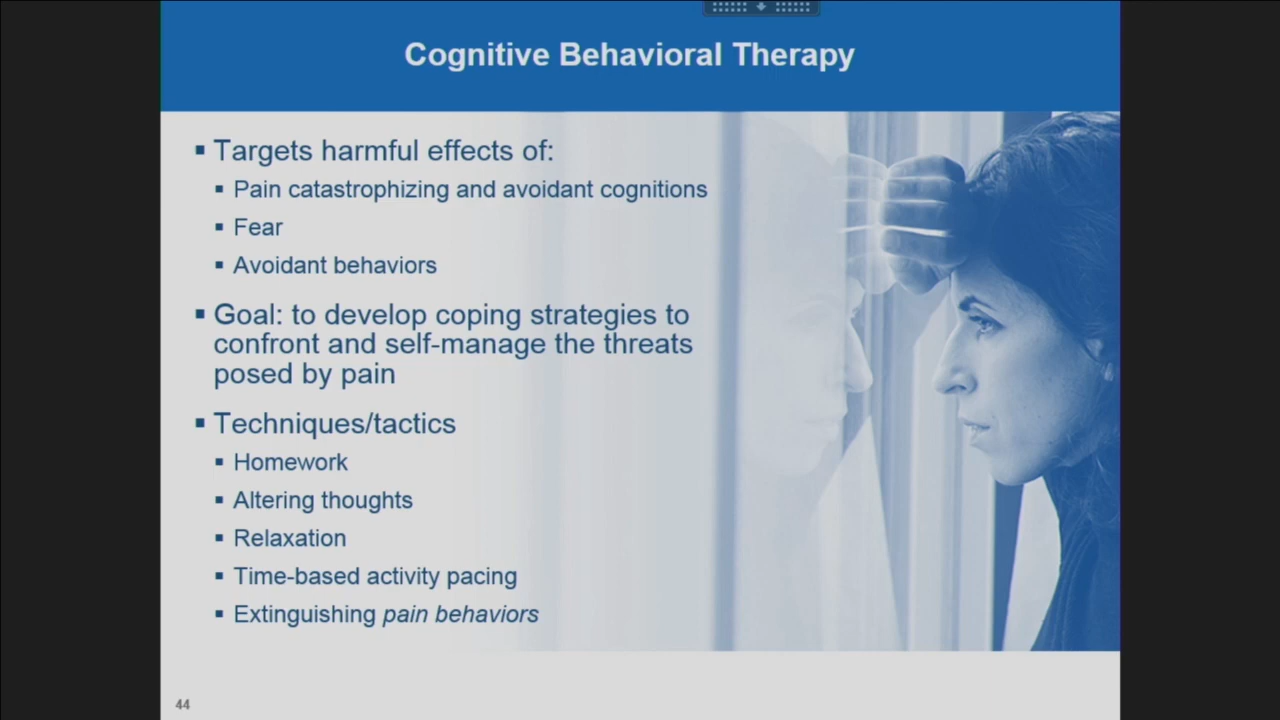 Cognitive Behavioral Therapy
▪ Targets harmful effects of:
▪ Pain catastrophizing and avoidant cognitions
▪ Fear
▪ Avoidant behaviors
▪ Goal: to develop coping strategies to
confront and self-manage the threats
posed by pain
▪ Techniques/tactics
▪ Homework
▪ Altering thoughts
▪ Relaxation
▪ Time-based activity pacing
▪ Extinguishing pain behaviors
44